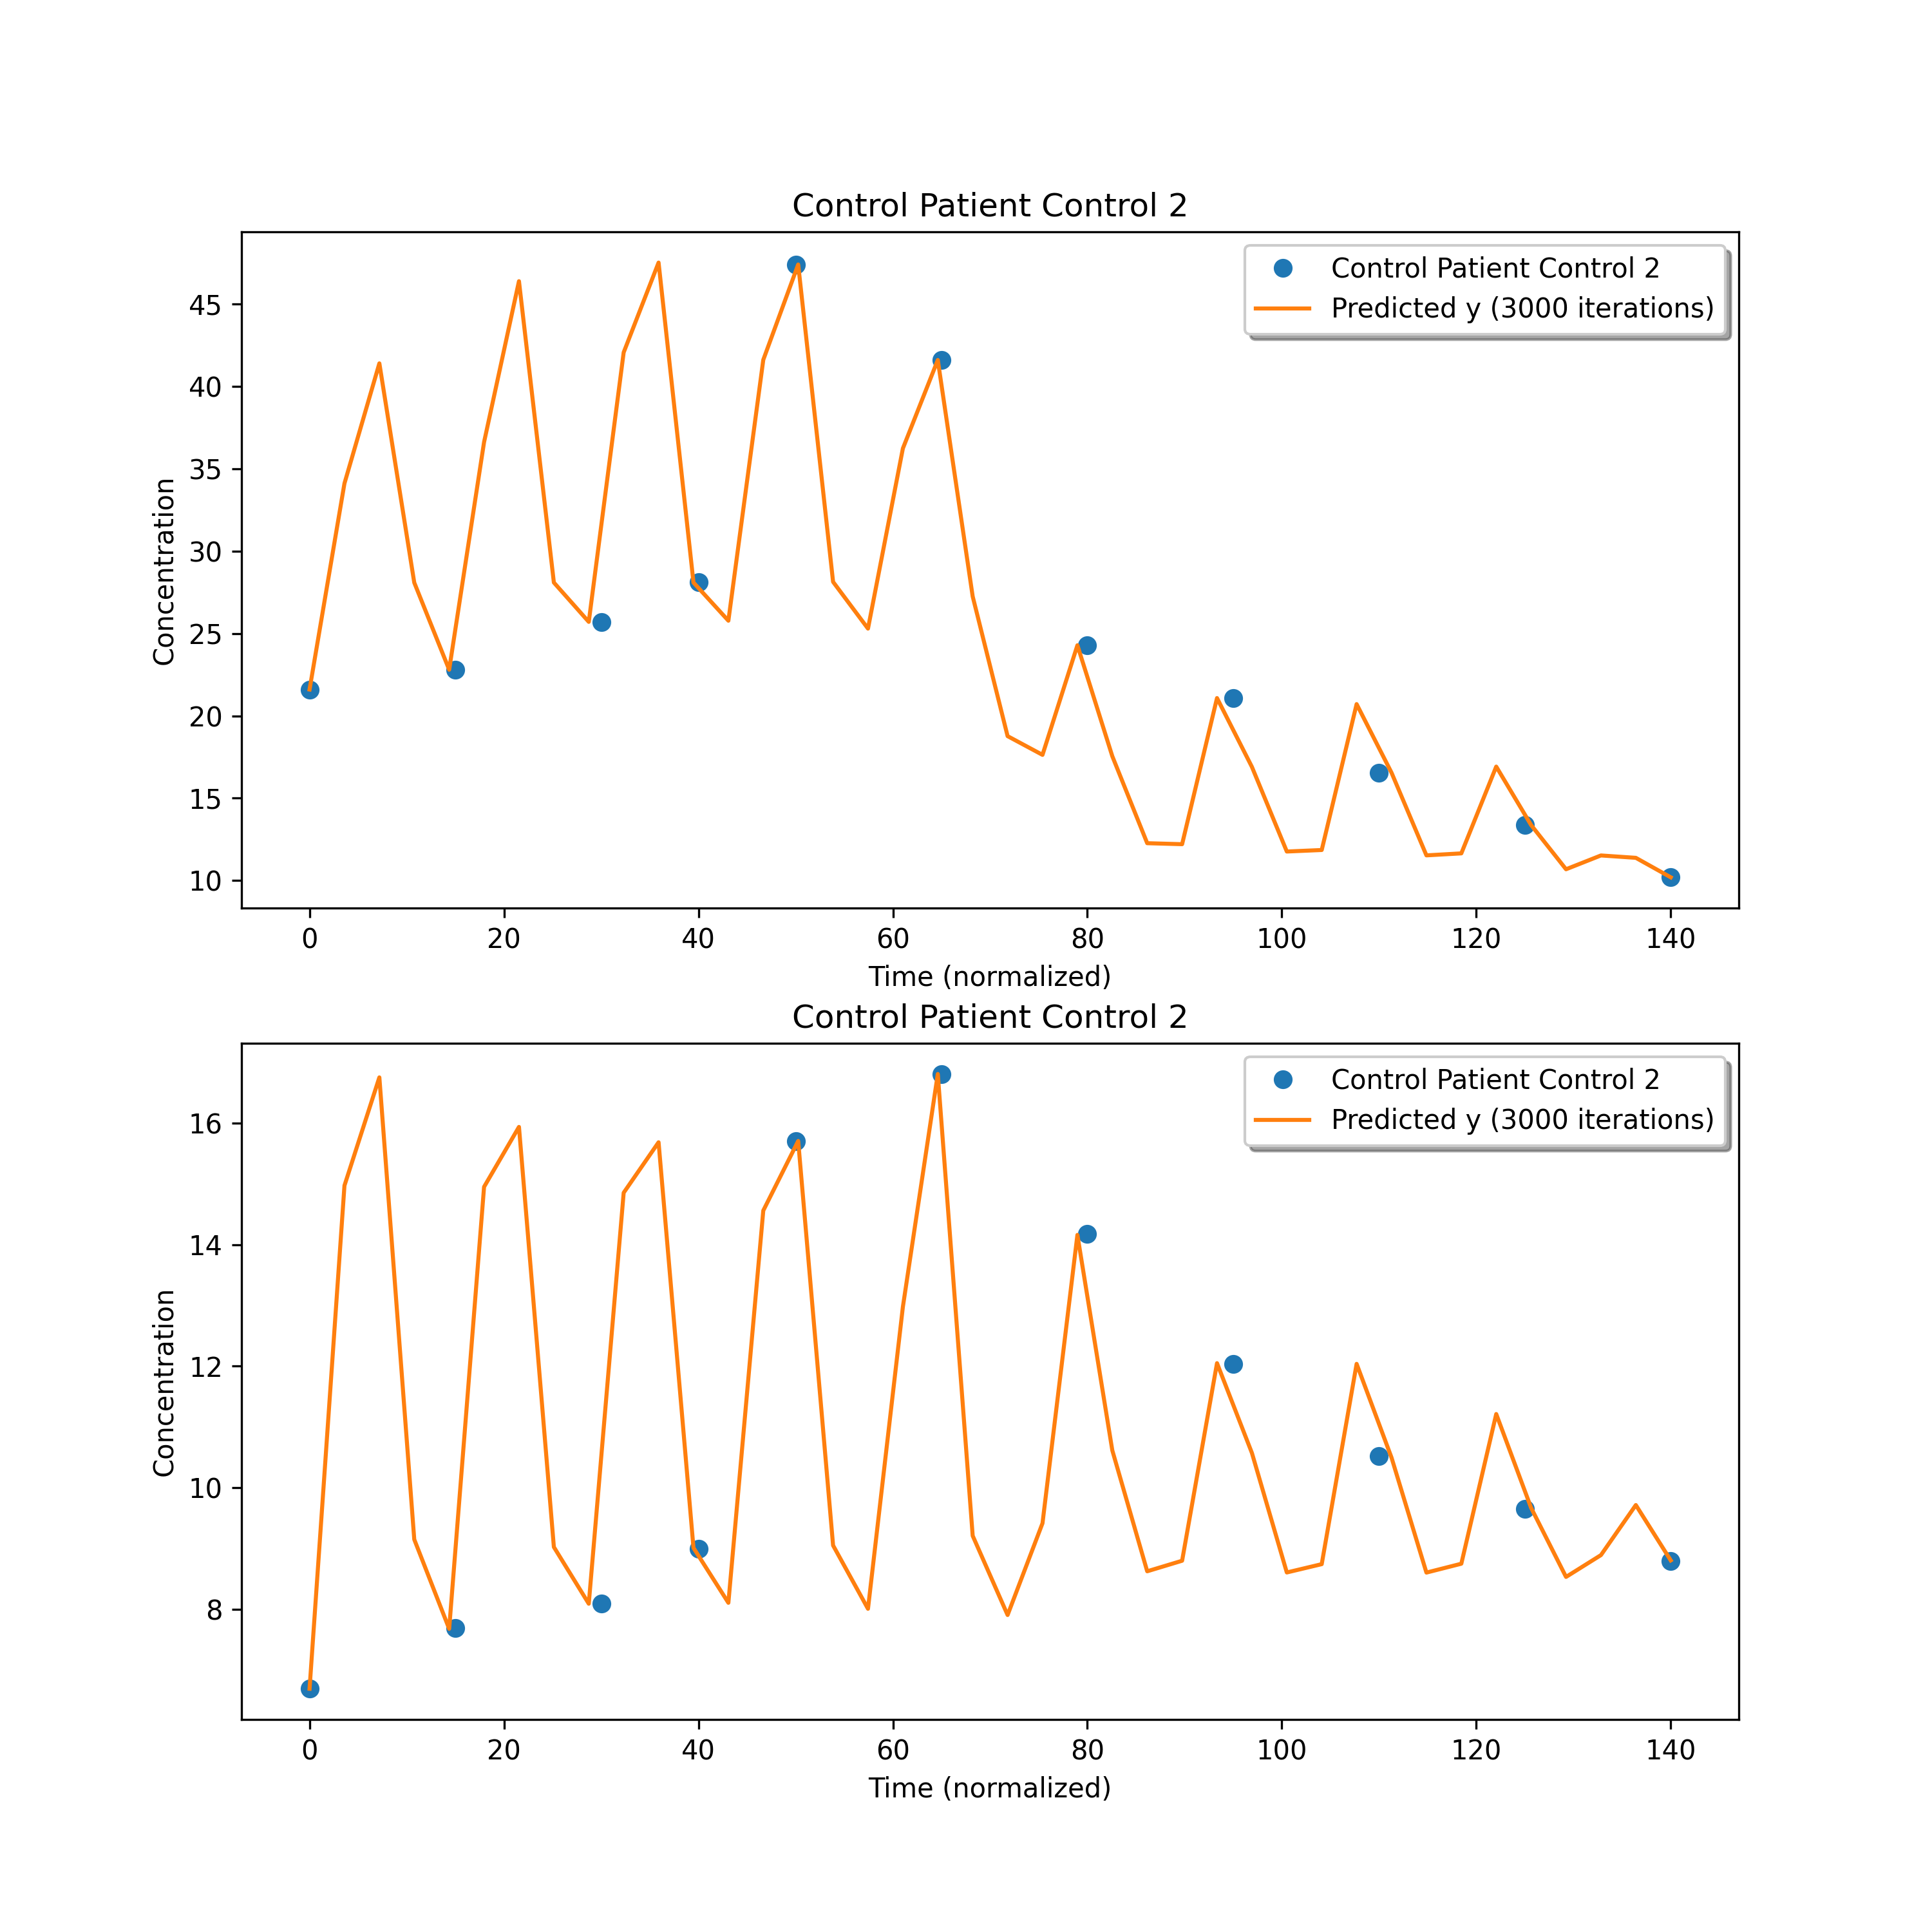 Control Patient Control 2
Control Patient Control 2
Predicted y (3000 iterations)
45
40
35
30
25
20
15
10
Concentration
0 20 40 60 80 100 120 140
Time (normalized)
Control Patient Control 2
Control Patient Control 2
Predicted y (3000 iterations)
16
14
12
10
8
Concentration
0 20 40 60 80 100 120 140
Time (normalized)